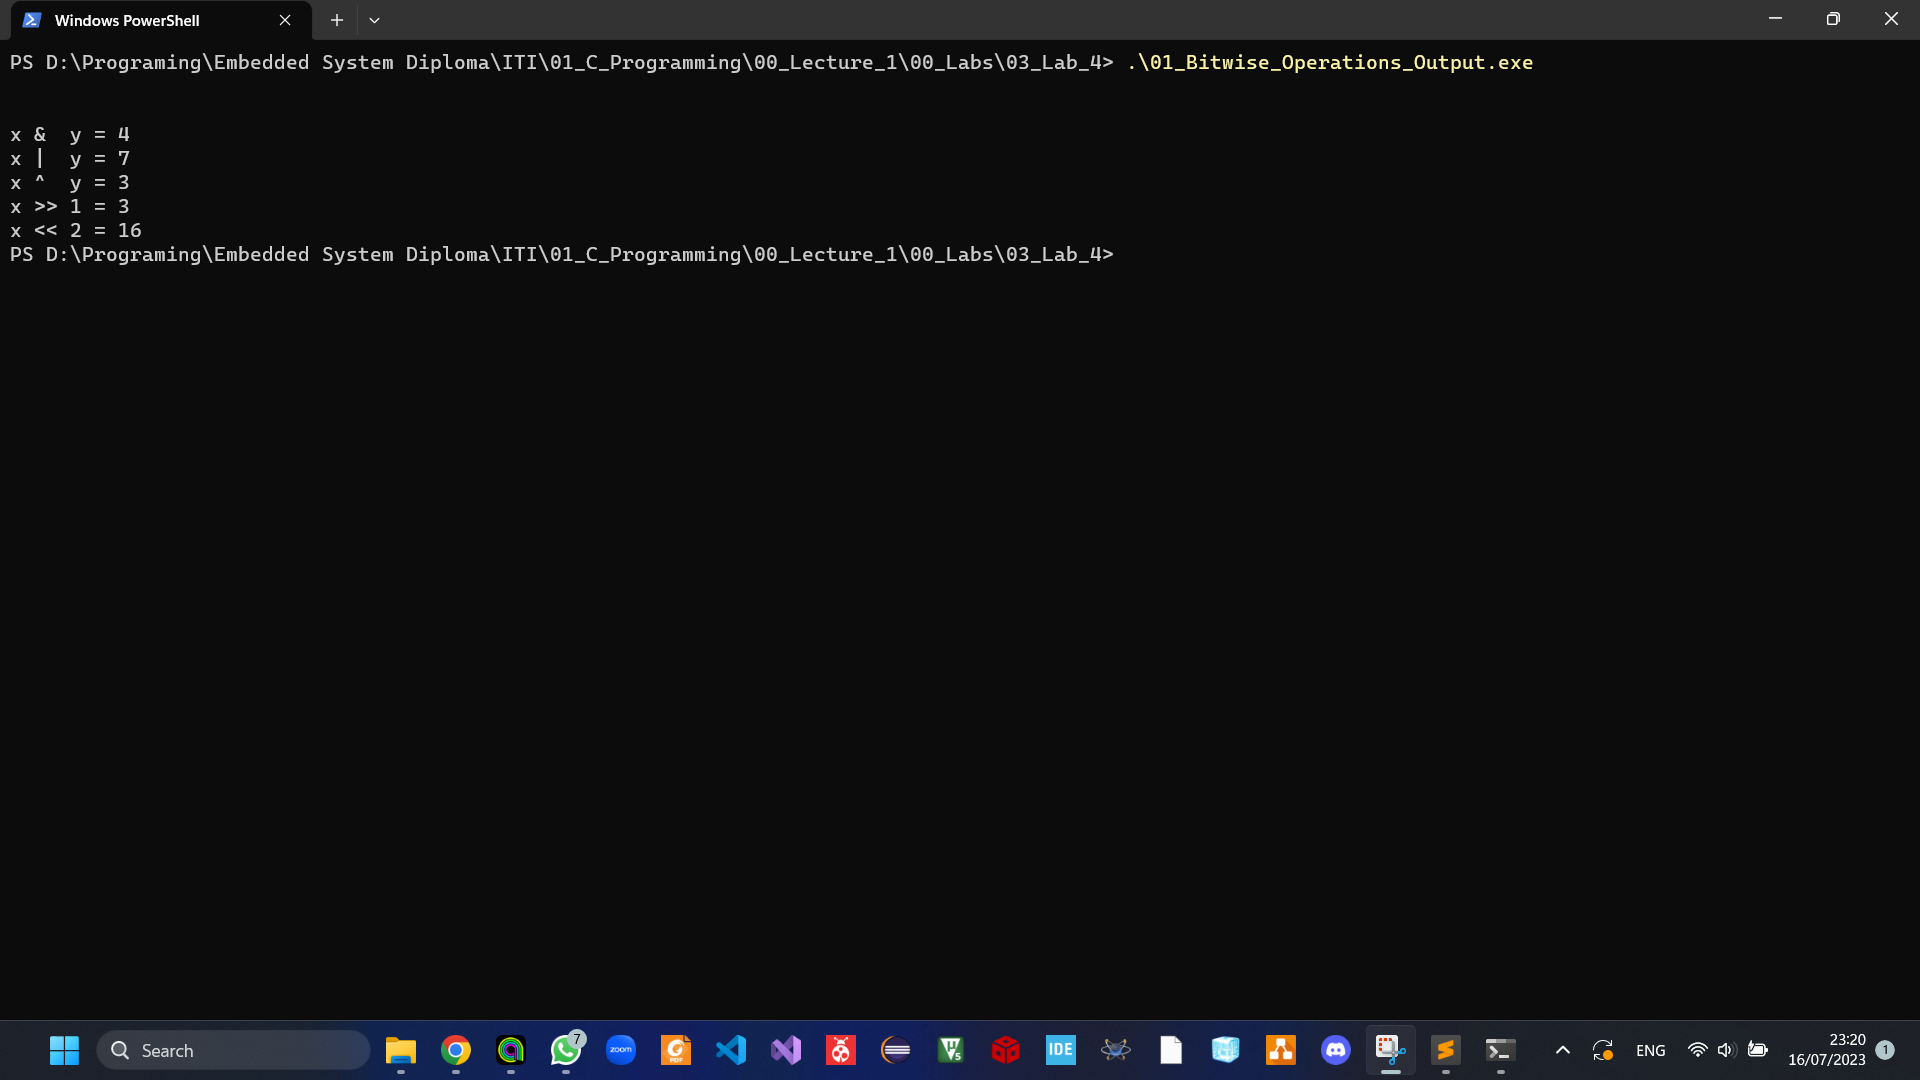 Windows PowerShell
PS D:\Programing\Embedded System Diploma\ITI\01_C_Programming\00_Lecture_1\00_Labs\03_Lab_4> .\01_Bitwise_Operations_Output.exe
x &  y = 4
x |  y = 7
x ^  y = 3
x >> 1 = 3
x << 2 = 16
PS D:\Programing\Embedded System Diploma\ITI\01_C_Programming\00_Lecture_1\00_Labs\03_Lab_4>
Search
7
zoom
PDF
5
IDE
ENG
23:20
16/07/2023
1